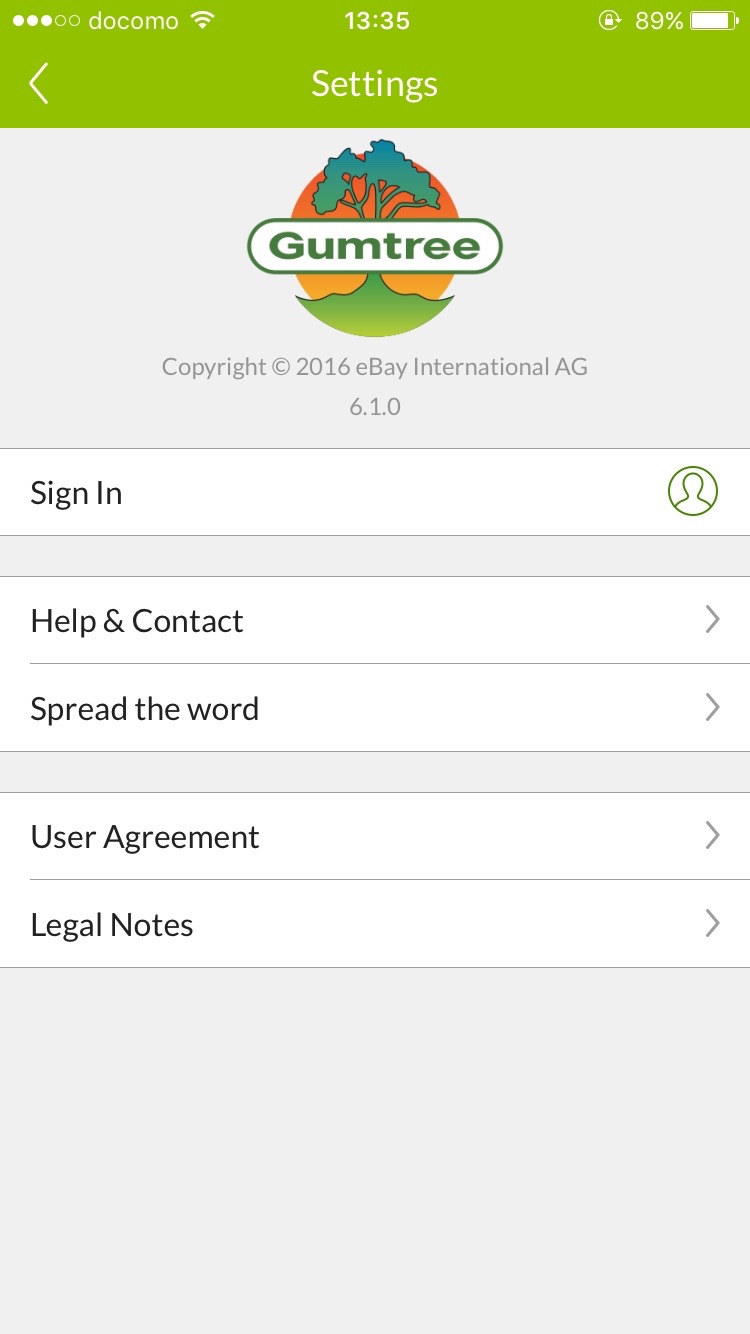 docomo 13:35 89%
Settings
Gumtree
Copyright © 2016 eBay International AG
6.1.0
Sign In
Help & Contact
Spread the word
User Agreement
Legal Notes